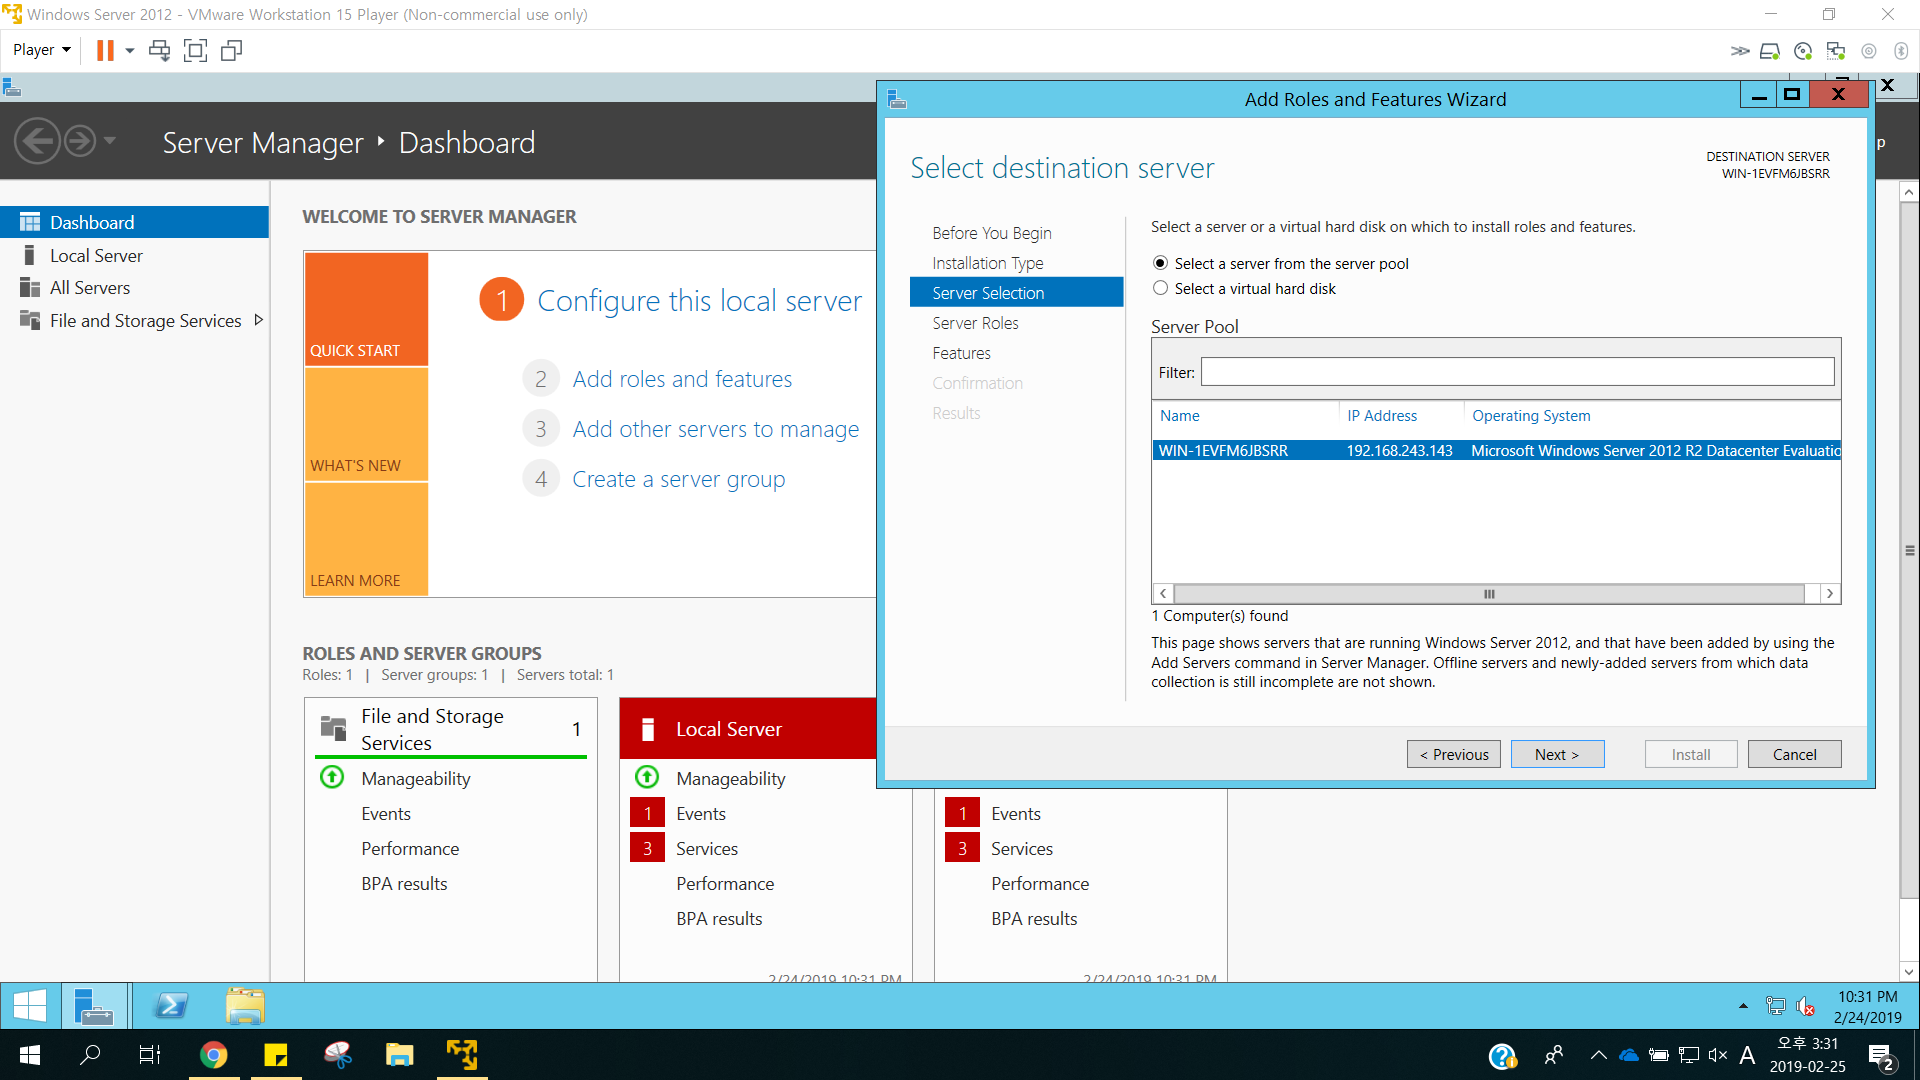 Windows Server 2012 - VMware Workstation 15 Player (Non-commercial use only)
Player
Server Manager
Dashboard
Dashboard
Local Server
All Servers
File and Storage Services
WELCOME TO SERVER MANAGER
QUICK START
WHAT'S NEW
LEARN MORE
1 Configure this local server
2 Add roles and features
3 Add other servers to manage
4 Create a server group
ROLES AND SERVER GROUPS
Roles: 1 | Server groups: 1 | Servers total: 1
File and Storage Services 1
Manageability
Events
Performance
BPA results
Local Server
Manageability
1 Events
3 Services
Performance
BPA results
2/24/2019 10:31 PM
1 Events
3 Services
Performance
BPA results
2/24/2019 10:31 PM
Add Roles and Features Wizard
X
X
p
Select destination server
DESTINATION SERVER
WIN-1EVFM6JBSRR
Before You Begin
Installation Type
Server Selection
Server Roles
Features
Confirmation
Results
Select a server or a virtual hard disk on which to install roles and features.
Select a server from the server pool
Select a virtual hard disk
Server Pool
Filter:
Name IP Address Operating System
WIN-1EVFM6JBSRR 192.168.243.143 Microsoft Windows Server 2012 R2 Datacenter Evaluatio
1 Computer(s) found
This page shows servers that are running Windows Server 2012, and that have been added by using the
Add Servers command in Server Manager. Offline servers and newly-added servers from which data
collection is still incomplete are not shown.
< Previous
Next >
Install
Cancel
10:31 PM
2/24/2019
A
오후 3:31
2019-02-25
2